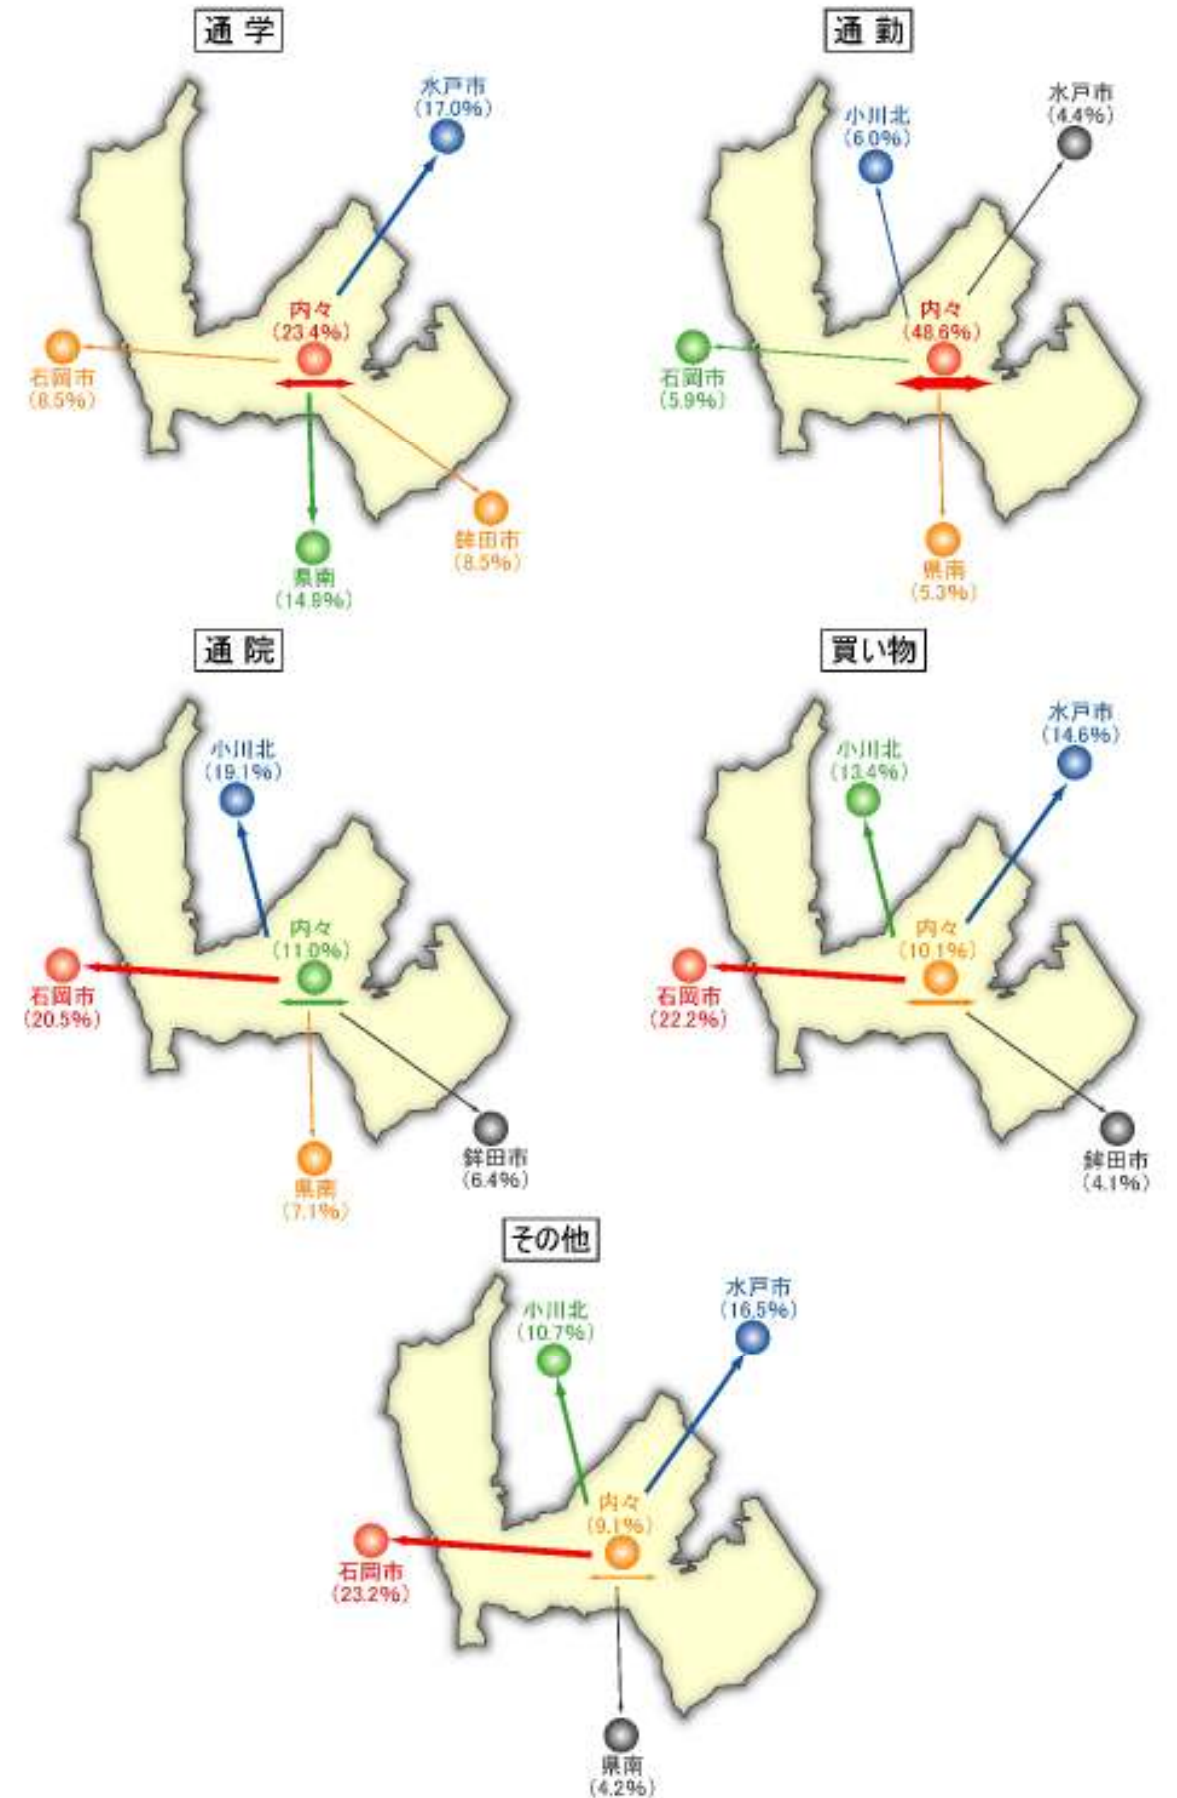 通学
水戸市
(17.0%)
内々
(23.4%)
石岡市
(8.5%)
鉾田市
(8.5%)
県南
(14.9%)
通勤
水戸市
(4.4%)
小川北
(6.0%)
内々
(48.6%)
石岡市
(5.9%)
県南
(5.3%)
通院
小川北
(19.1%)
内々
(11.0%)
石岡市
(20.5%)
鉾田市
(6.4%)
県南
(7.1%)
買い物
水戸市
(14.6%)
小川北
(13.4%)
内々
(10.1%)
石岡市
(22.2%)
鉾田市
(4.1%)
その他
水戸市
(16.5%)
小川北
(10.7%)
内々
(9.1%)
石岡市
(23.2%)
県南
(4.2%)